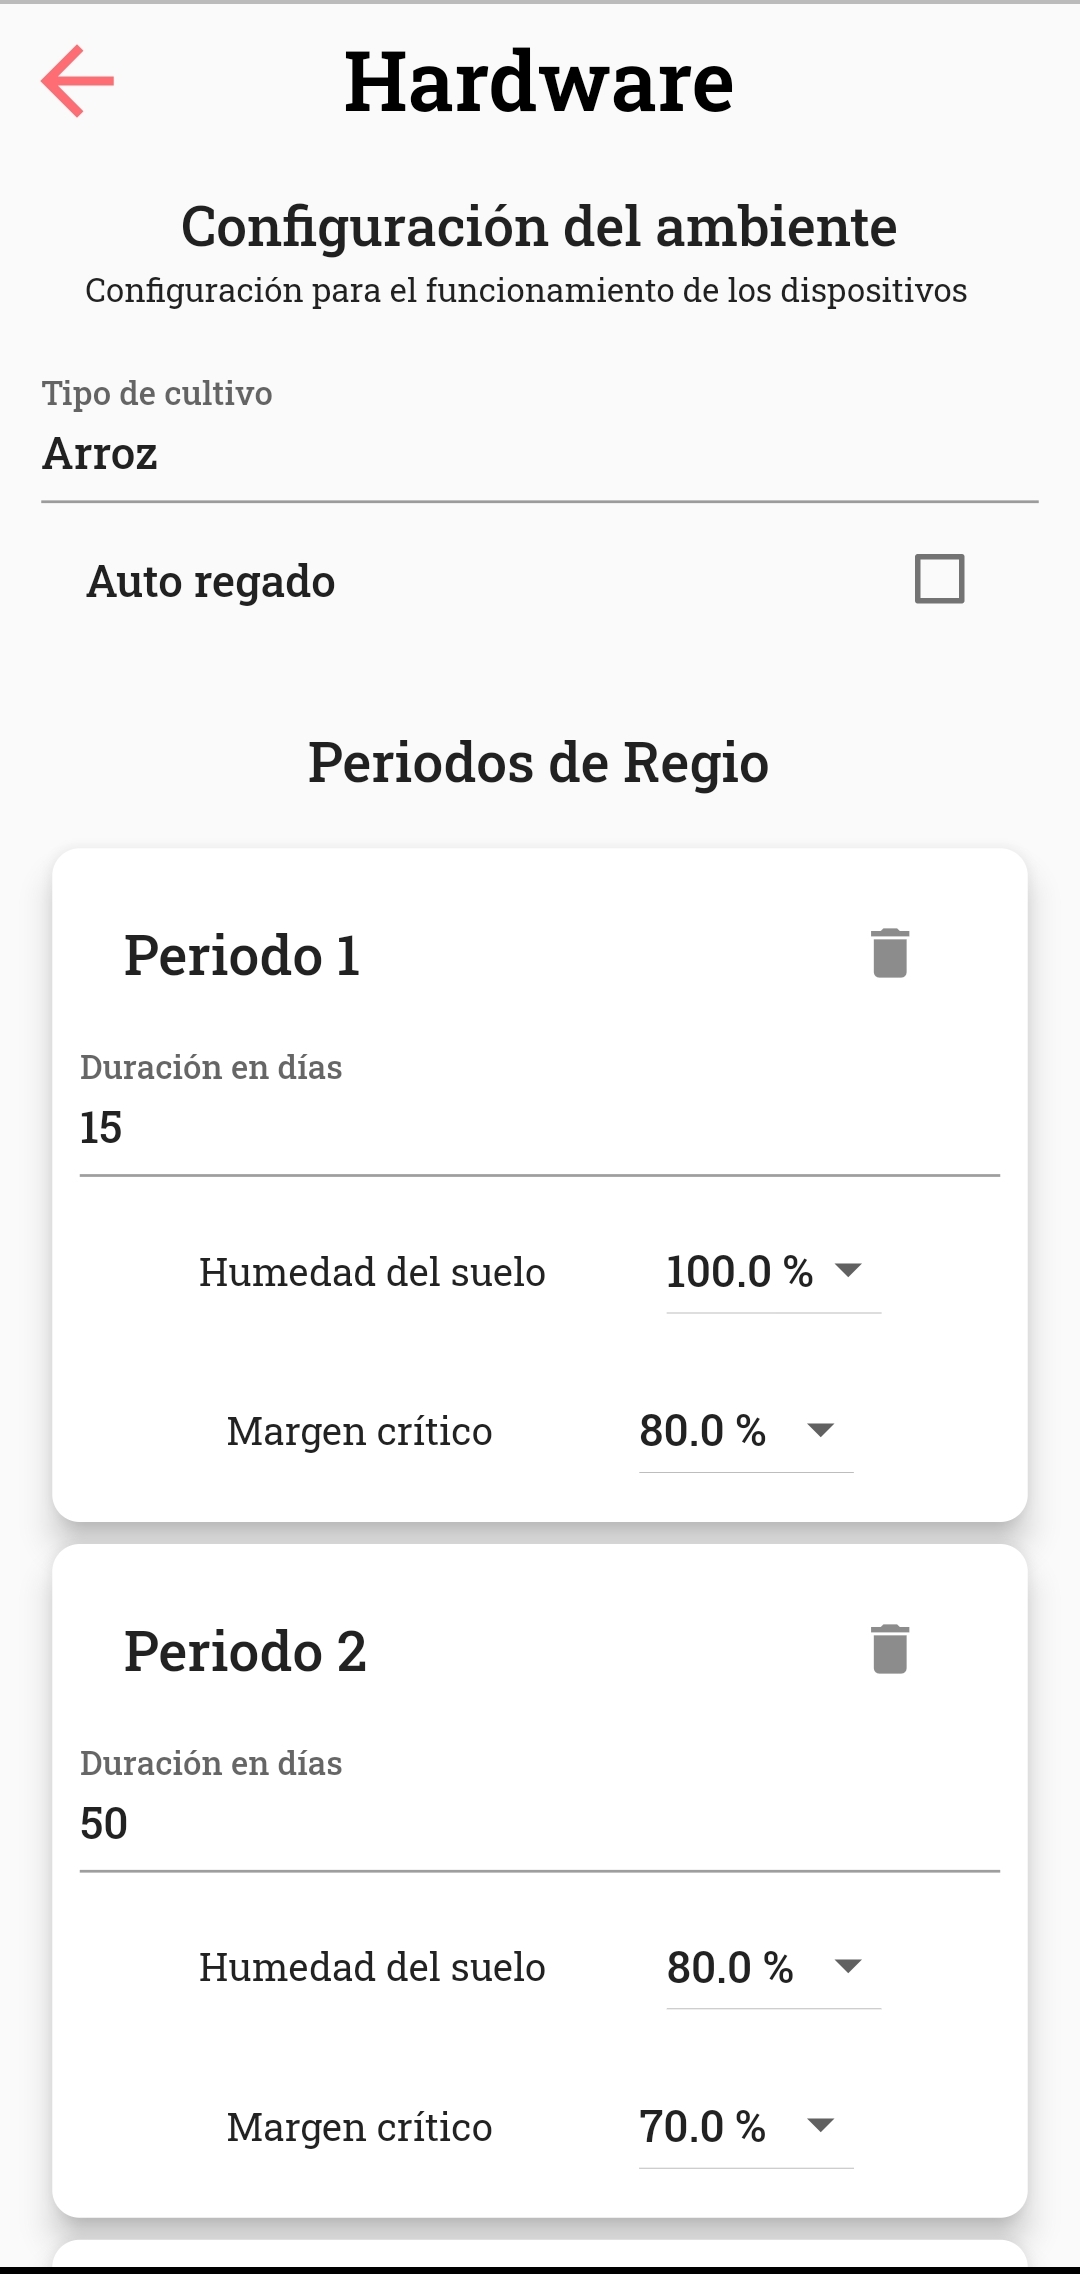 Hardware
Configuración del ambiente
Configuración para el funcionamiento de los dispositivos
Tipo de cultivo
Arroz
Auto regado
Periodos de Regio
Periodo 1
Duración en días
15
Humedad del suelo 100.0 %
Margen crítico 80.0 %
Periodo 2
Duración en días
50
Humedad del suelo 80.0 %
Margen crítico 70.0 %